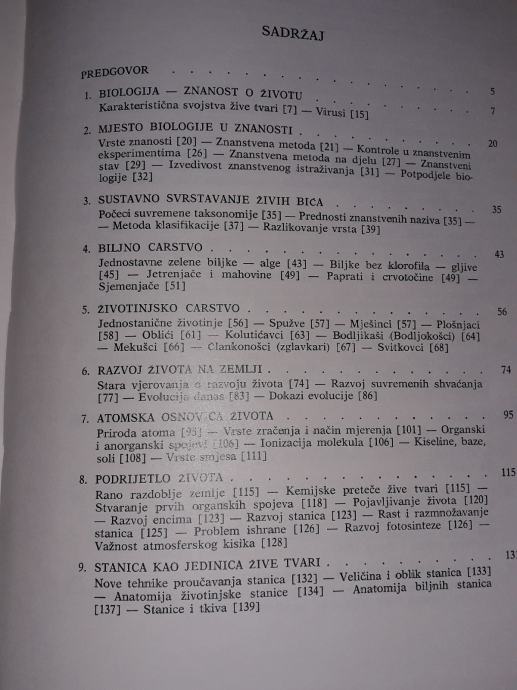 SADRŽAJ
PREDGOVOR . . . . . . . . . . . . 5
1. BIOLOGIJA — ZNANOST O ŽIVOTU . . . . . . . 7
Karakteristična svojstva žive tvari [7] — Virusi [15]
2. MJESTO BIOLOGIJE U ZNANOSTI . . . . . . . 20
Vrste znanosti [20] — Znanstvena metoda [21] — Kontrole u znanstvenim
eksperimentima [26] — Znanstvena metoda na djelu [27] — Znanstveni
stav [29] — Izvedivost znanstvenog istraživanja [31] — Potpodjele bio-
logije [32]
3. SUSTAVNO SVRSTAVANJE ŽIVIH BICA . . . . . . 35
Počeci suvremene taksonomije [35] — Prednosti znanstvenih naziva [35] —
— Metoda klasifikacije [37] — Razlikovanje vrsta [39]
4. BILJNO CARSTVO . . . . . . . . . . 43
Jednostavne zelene biljke — alge [43] — Biljke bez klorofila — gljive
[45] — Jetrenjače i mahovine [49] — Paprati i crvotočine [49] —
Sjemenjače [51]
5. ŽIVOTINJSKO CARSTVO . . . . . . . . . 56
Jednostanične životinje [56] — Spužve [57] — Mješinci [57] — Plošnjaci
[58] — Oblići [61] — Kolutićavci [63] — Bodljikaši (Bodljokošci) [64]
— Mekušci [66] — Člankonošci (zglavkari) [67] — Svitkovci [68]
6. RAZVOJ ŽIVOTA NA ZEMLJI . . . . . . . . 74
Stara vjerovanja o razvoju života [74] — Razvoj suvremenih shvaćanja
[77] — Evolucija danas [83] — Dokazi evolucije [86]
7. ATOMSKA OSNOVICA ŽIVOTA . . . . . . . . 95
Priroda atoma [95] — Vrste zračenja i način mjerenja [101] — Organski
i anorganski spojevi [106] — Ionizacija molekula [106] — Kiseline, baze,
soli [108] — Vrste smjesa [111]
8. PODRIJETLO ŽIVOTA . . . . . . . . . 115
Rano razdoblje zemlje [115] — Kemijske preteče žive tvari [115] —
Stvaranje prvih organskih spojeva [118] — Pojavljivanje života [120]
— Razvoj encima [123] — Razvoj stanica [123] — Rast i razmnožavanje
stanica [125] — Problem ishrane [126] — Razvoj fotosinteze [126] —
Važnost atmosferskog kisika [128]
9. STANICA KAO JEDINICA ŽIVE TVARI . . . . . .
Nove tehnike proučavanja stanica [132] — Veličina i oblik stanica [133]
— Anatomija životinjske stanice [134] — Anatomija biljnih stanica
[137] — Stanice i tkiva [139]